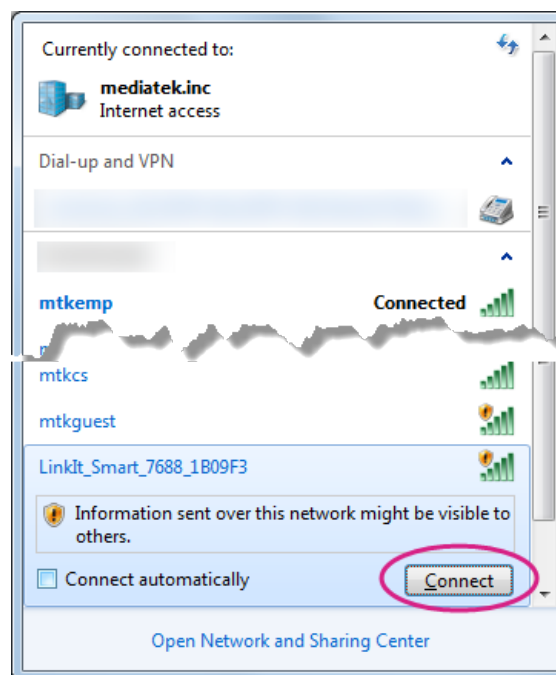 Currently connected to:
mediatek.inc
Internet access
Dial-up and VPN
mtkemp
Connected
mtkcs
mtkguest
LinkIt_Smart_7688_1B09F3
Information sent over this network might be visible to
others.
Connect automatically
Connect
Open Network and Sharing Center